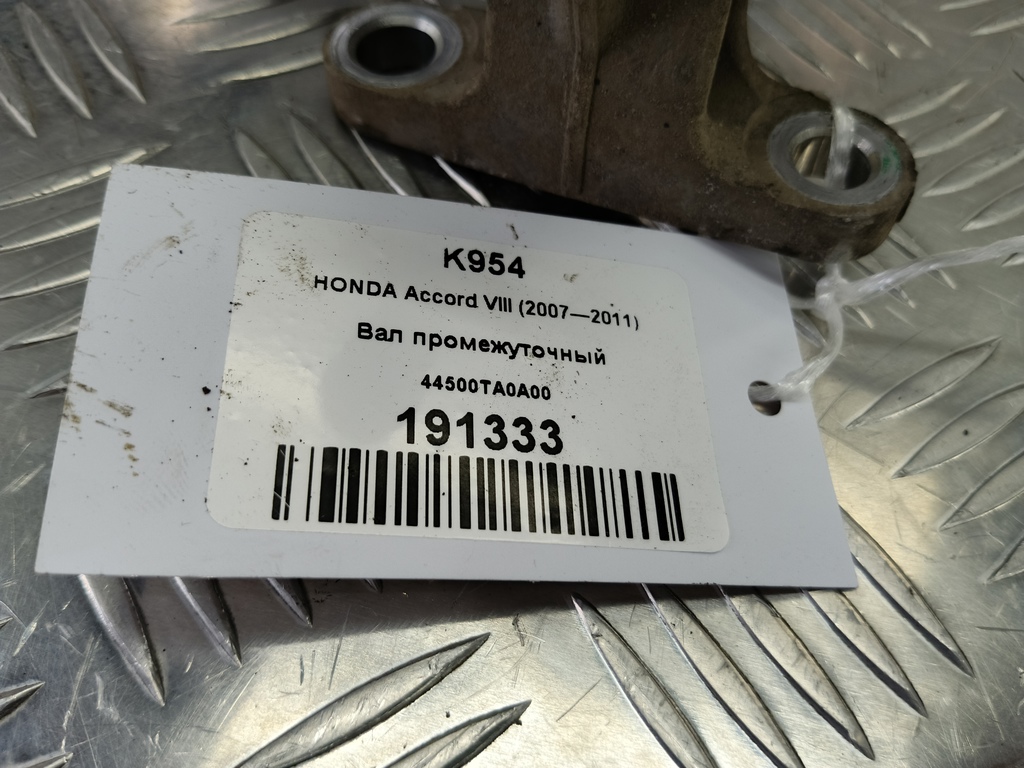 K954
HONDA Accord VIII (2007—2011)
Вал промежуточный
44500TA0A00
191333